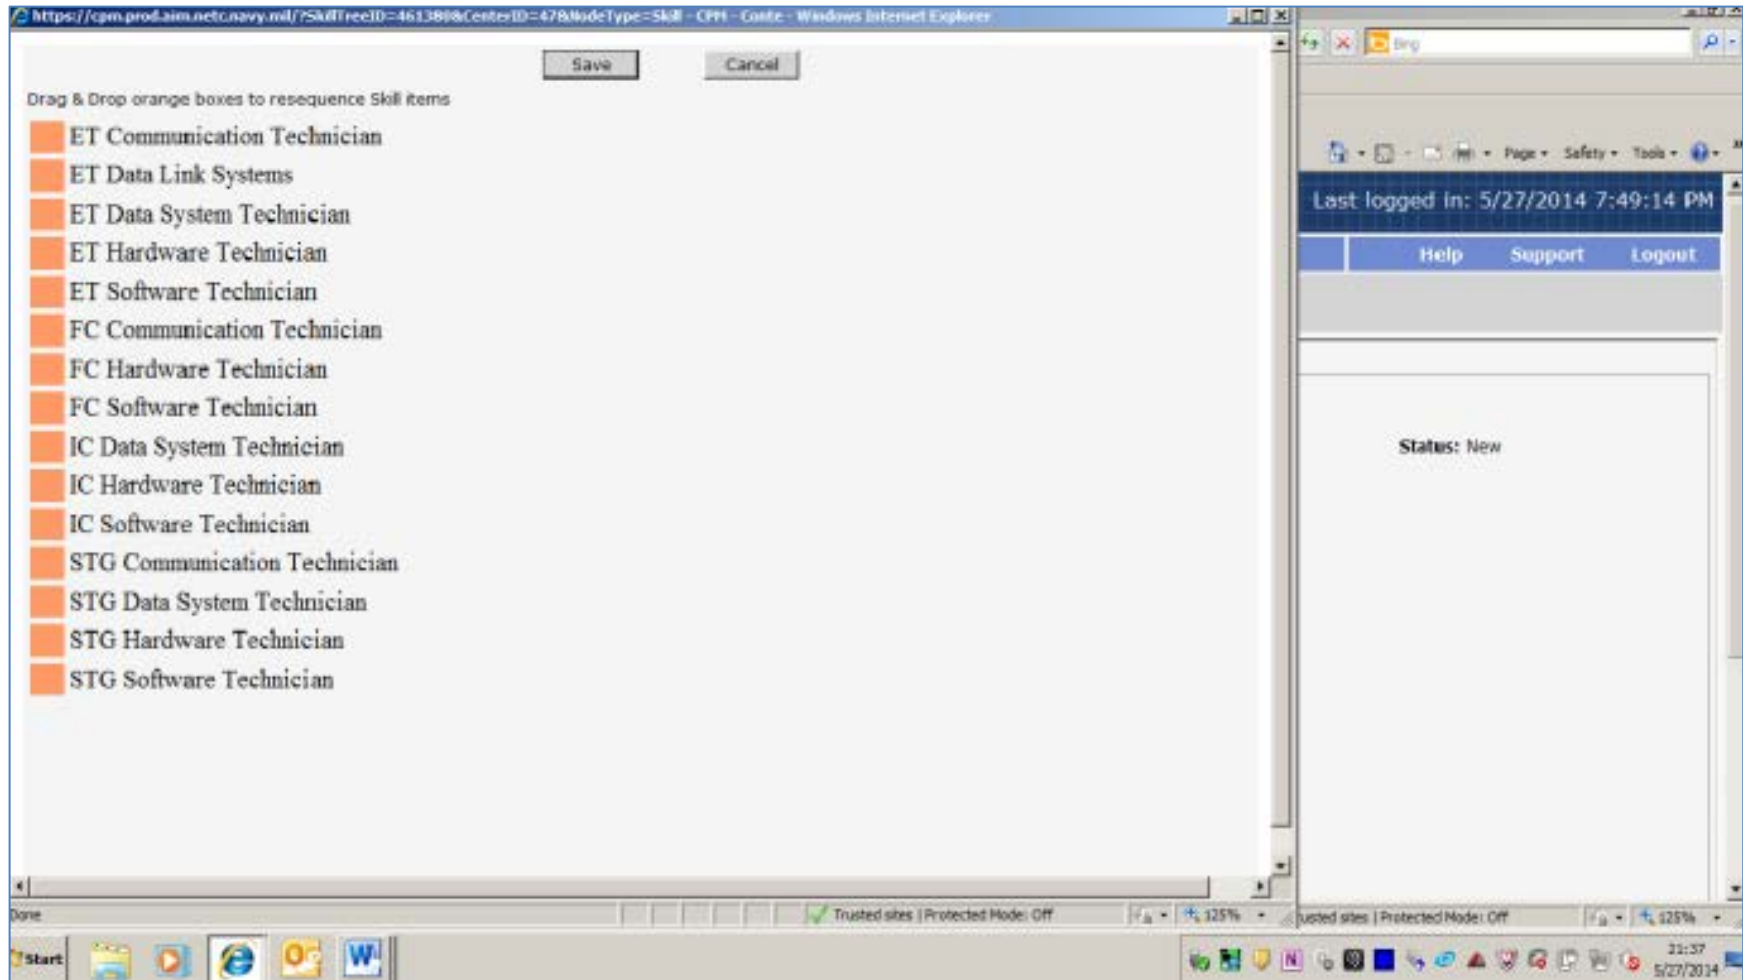 https://cpm.prod.aim.netc.navy.mil/?SkillTreeID=461380&CenterID=47&NodeType=Skill - CPM - Conte - Windows Internet Explorer
Bing
Save Cancel
Drag & Drop orange boxes to resequence Skill items
ET Communication Technician
ET Data Link Systems
ET Data System Technician
ET Hardware Technician
ET Software Technician
FC Communication Technician
FC Hardware Technician
FC Software Technician
IC Data System Technician
IC Hardware Technician
IC Software Technician
STG Communication Technician
STG Data System Technician
STG Hardware Technician
STG Software Technician
Page Safety Tools
Last logged in: 5/27/2014 7:49:14 PM
Help Support Logout
Status: New
Done Trusted sites | Protected Mode: Off 125%
usted sites | Protected Mode: Off 125%
Start
21:37
5/27/2014